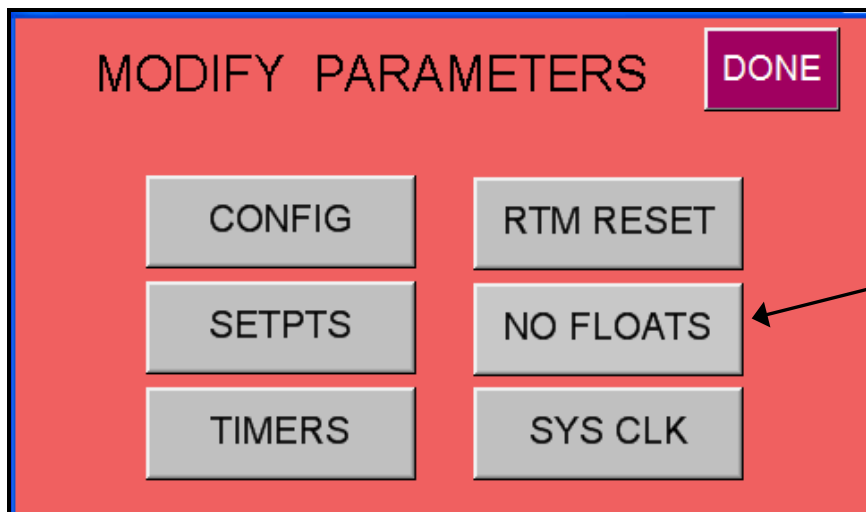 MODIFY PARAMETERS
DONE
CONFIG
RTM RESET
SETPTS
NO FLOATS
TIMERS
SYS CLK